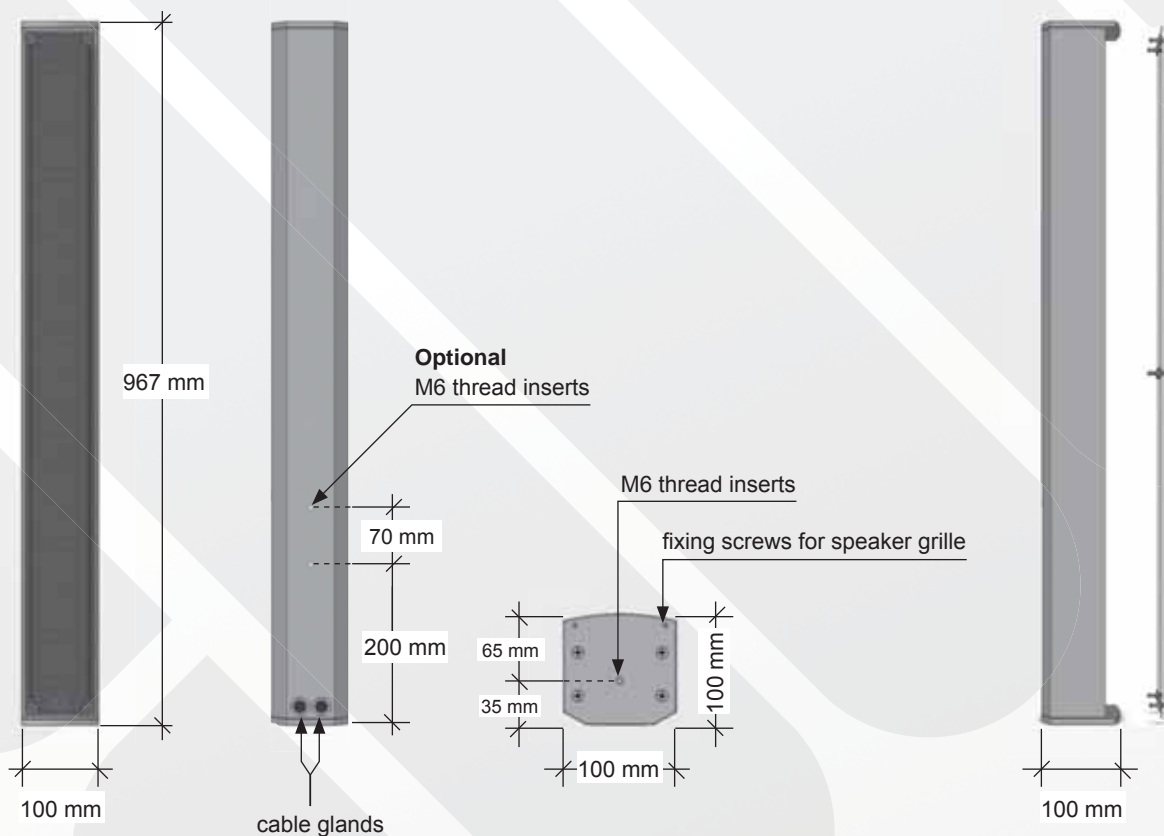 967 mm
100 mm
Optional
M6 thread inserts
70 mm
200 mm
cable glands
M6 thread inserts
fixing screws for speaker grille
65 mm
35 mm
100 mm
100 mm
100 mm